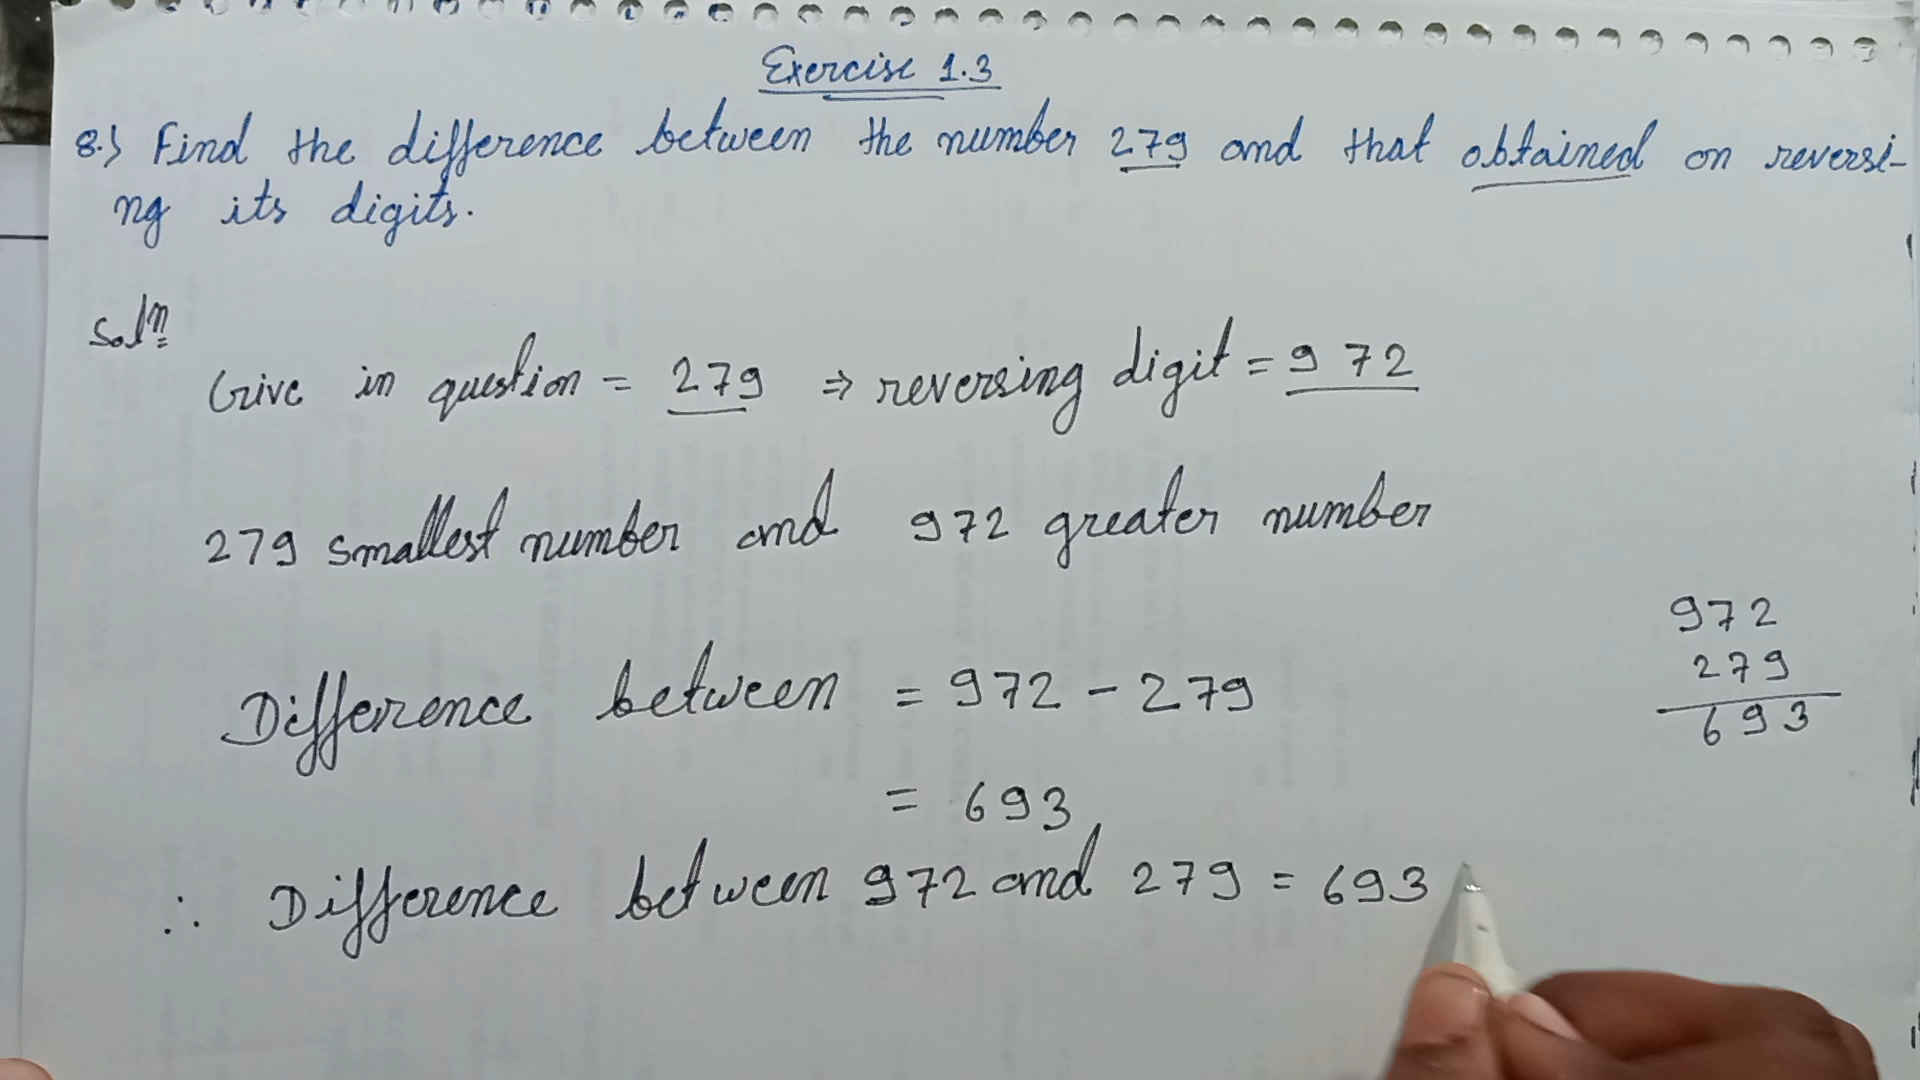 Exercise 1.3
8.) Find the difference between the number 279 and that obtained on reversi-
ng its digits.
Solⁿ
Give in question = 279 ⇒ reversing digit = 972
279 smallest number and 972 greater number
972
279
693
Difference between = 972 - 279
= 693
∴ Difference between 972 and 279 = 693